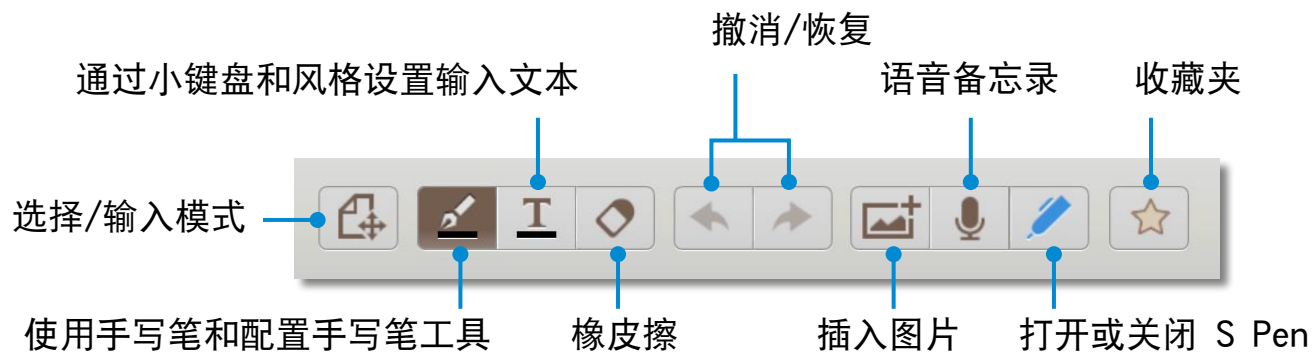 撤消/恢复
通过小键盘和风格设置输入文本
语音备忘录
收藏夹
选择/输入模式
T
使用手写笔和配置手写笔工具
橡皮擦
插入图片
打开或关闭 S Pen